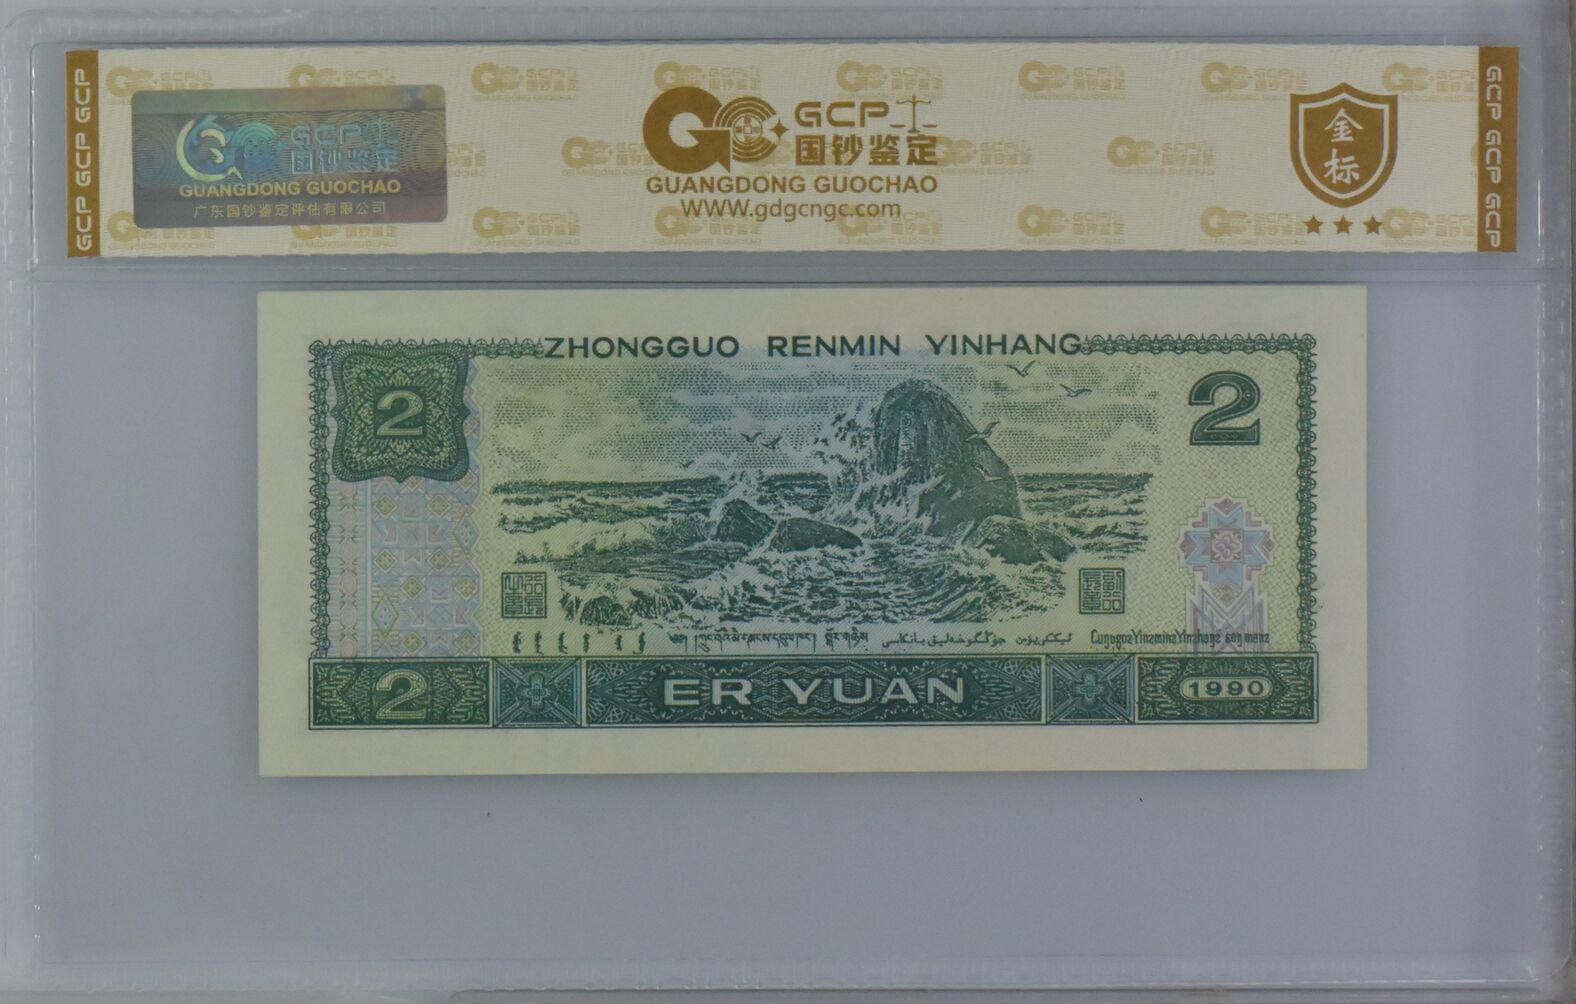 GCP GCP GCP
GCP
国钞鉴定
GUANGDONG GUOCHAO
广东国钞鉴定评估有限公司
GCP
国钞鉴定
GUANGDONG GUOCHAO
WWW.gdgcngc.com
金标
GCP GCP GCP
ZHONGGUO RENMIN YINHANG
2
2
2
ER YUAN
1990